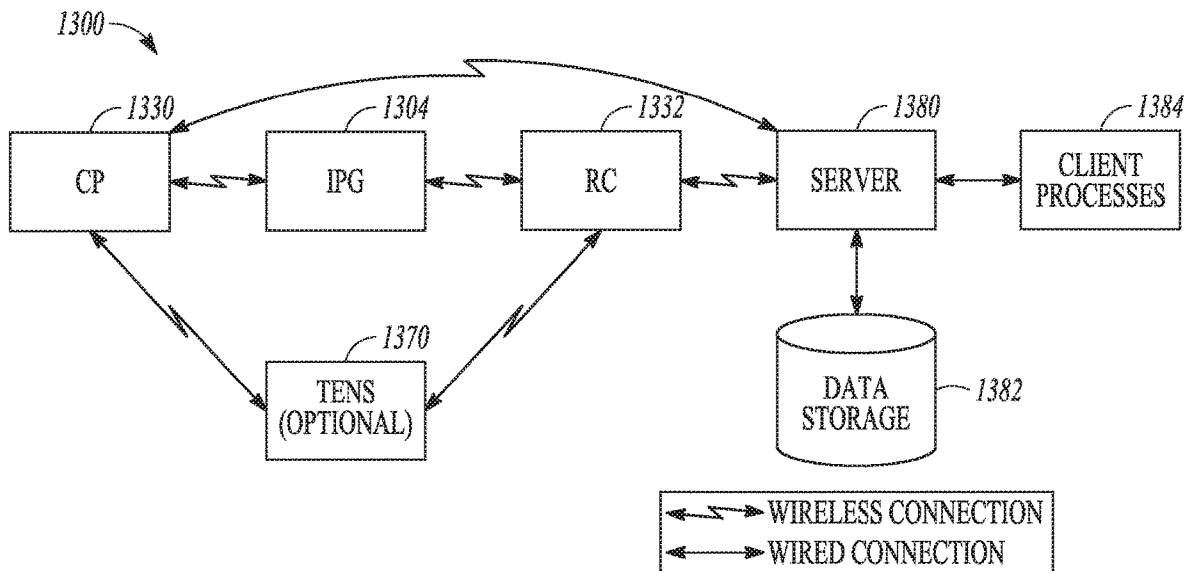 1300
1330
1304
1332
1380
1384
CP
IPG
RC
SERVER
CLIENT
PROCESSES
1370
TENS
(OPTIONAL)
DATA
STORAGE
1382
WIRELESS CONNECTION
WIRED CONNECTION